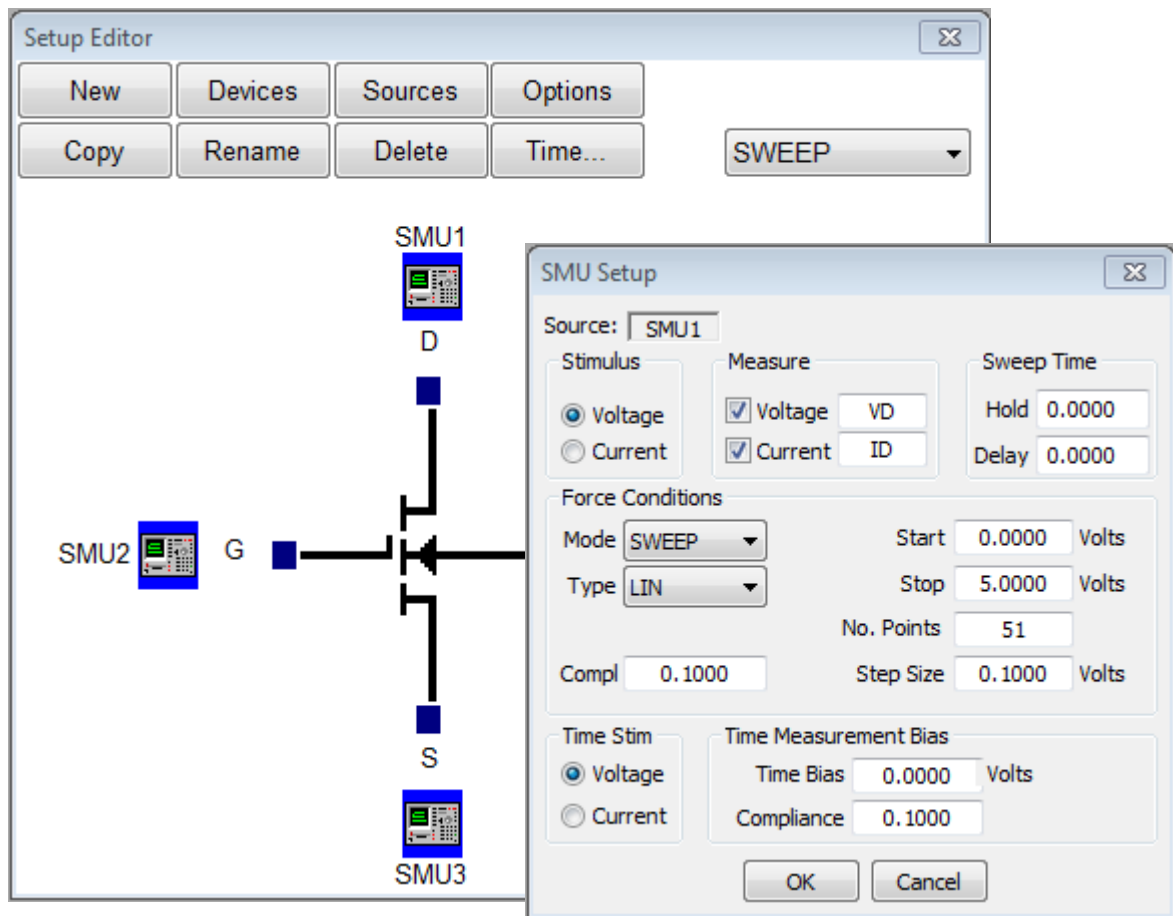 Setup Editor
New Devices Sources Options
Copy Rename Delete Time... SWEEP
SMU1
D
SMU2 G
S
SMU3
SMU Setup
Source: SMU1
Stimulus
Voltage
Current
Measure
Voltage VD
Current ID
Sweep Time
Hold 0.0000
Delay 0.0000
Force Conditions
Mode SWEEP Start 0.0000 Volts
Type LIN Stop 5.0000 Volts
No. Points 51
Compl 0.1000 Step Size 0.1000 Volts
Time Stim
Voltage
Current
Time Measurement Bias
Time Bias 0.0000 Volts
Compliance 0.1000
OK Cancel